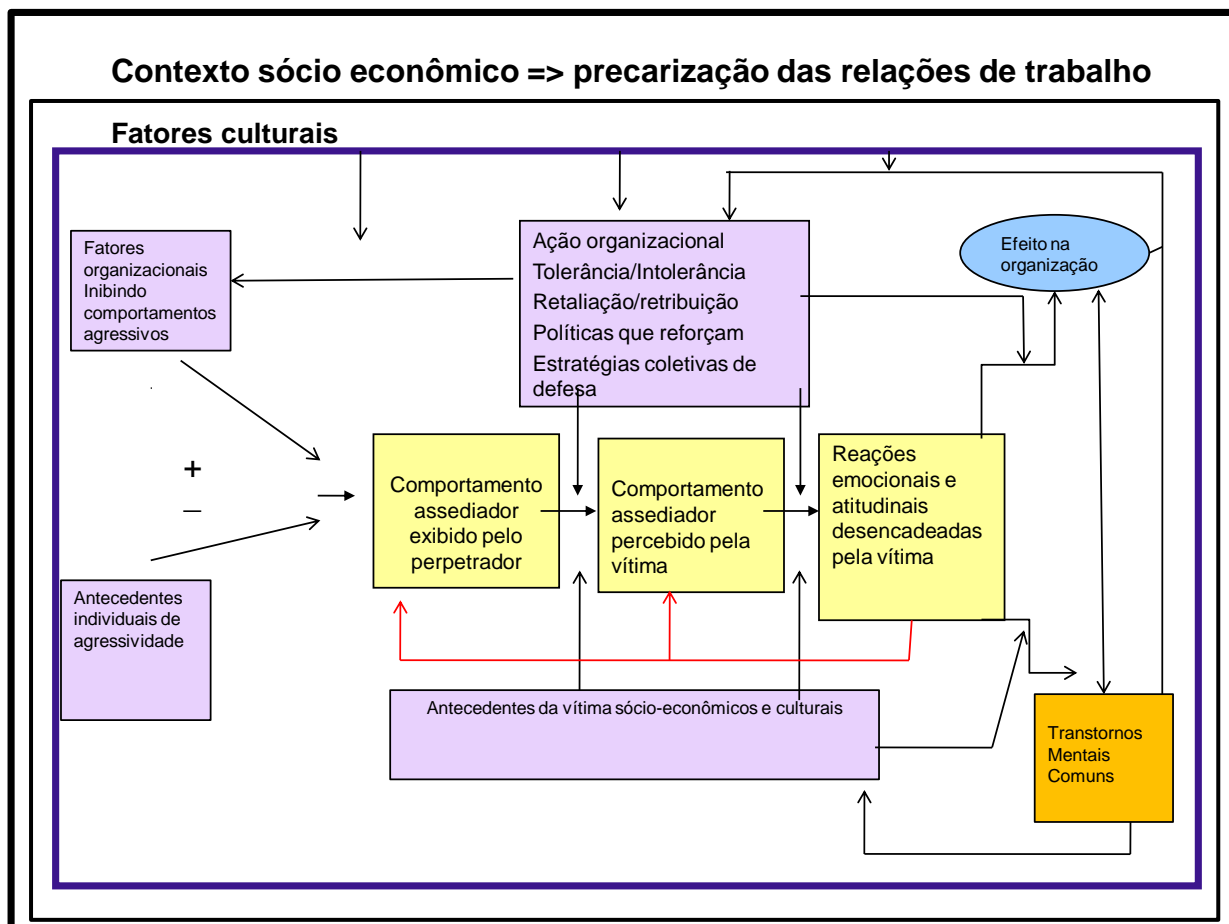 Contexto sócio econômico => precarização das relações de trabalho
Fatores culturais
Fatores
organizacionais
Inibindo
comportamentos
agressivos
Ação organizacional
Tolerância/Intolerância
Retaliação/retribuição
Políticas que reforçam
Estratégias coletivas de
defesa
Efeito na
organização
+
–
Comportamento
assediador
exibido pelo
perpetrador
Comportamento
assediador
percebido pela
vítima
Reações
emocionais e
atitudinais
desencadeadas
pela vítima
Antecedentes
individuais de
agressividade
Antecedentes da vítima sócio-econômicos e culturais
Transtornos
Mentais
Comuns